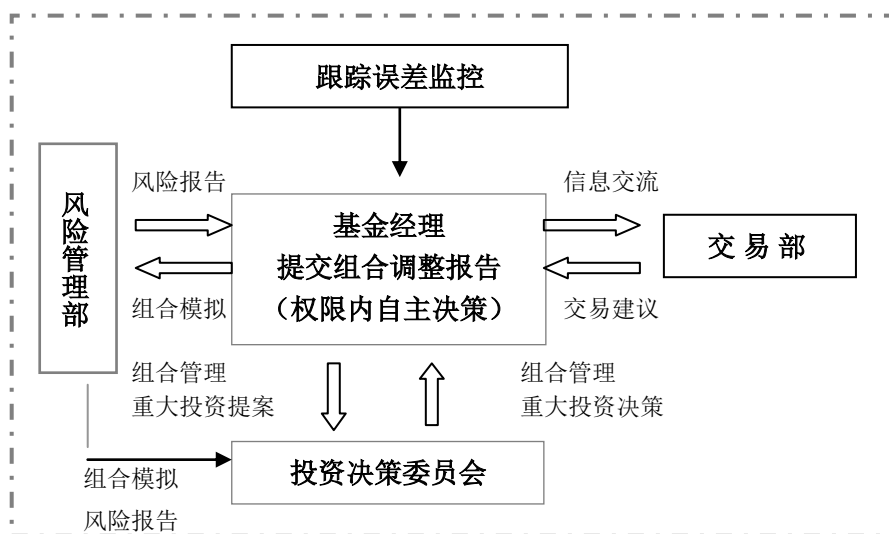 跟踪误差监控
风险报告
信息交流
风险管理部
基金经理
提交组合调整报告
（权限内自主决策）
交 易 部
组合模拟
交易建议
组合管理
重大投资提案
组合管理
重大投资决策
投资决策委员会
组合模拟
风险报告